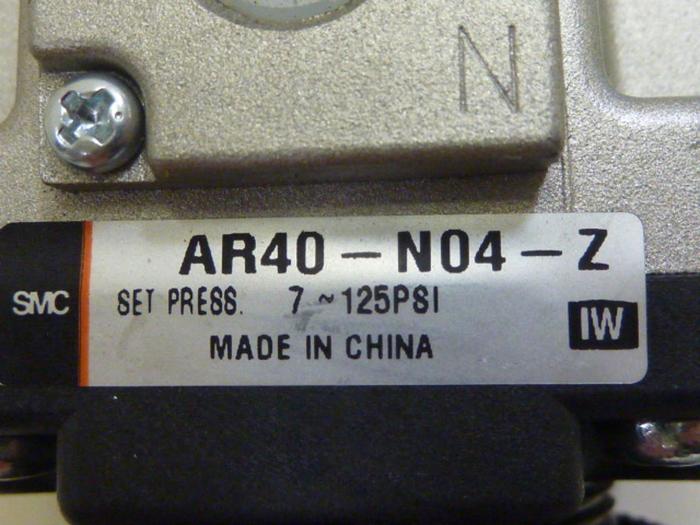 N
AR40-N04-Z
SMC
SET PRESS. 7~125PSI
IW
MADE IN CHINA